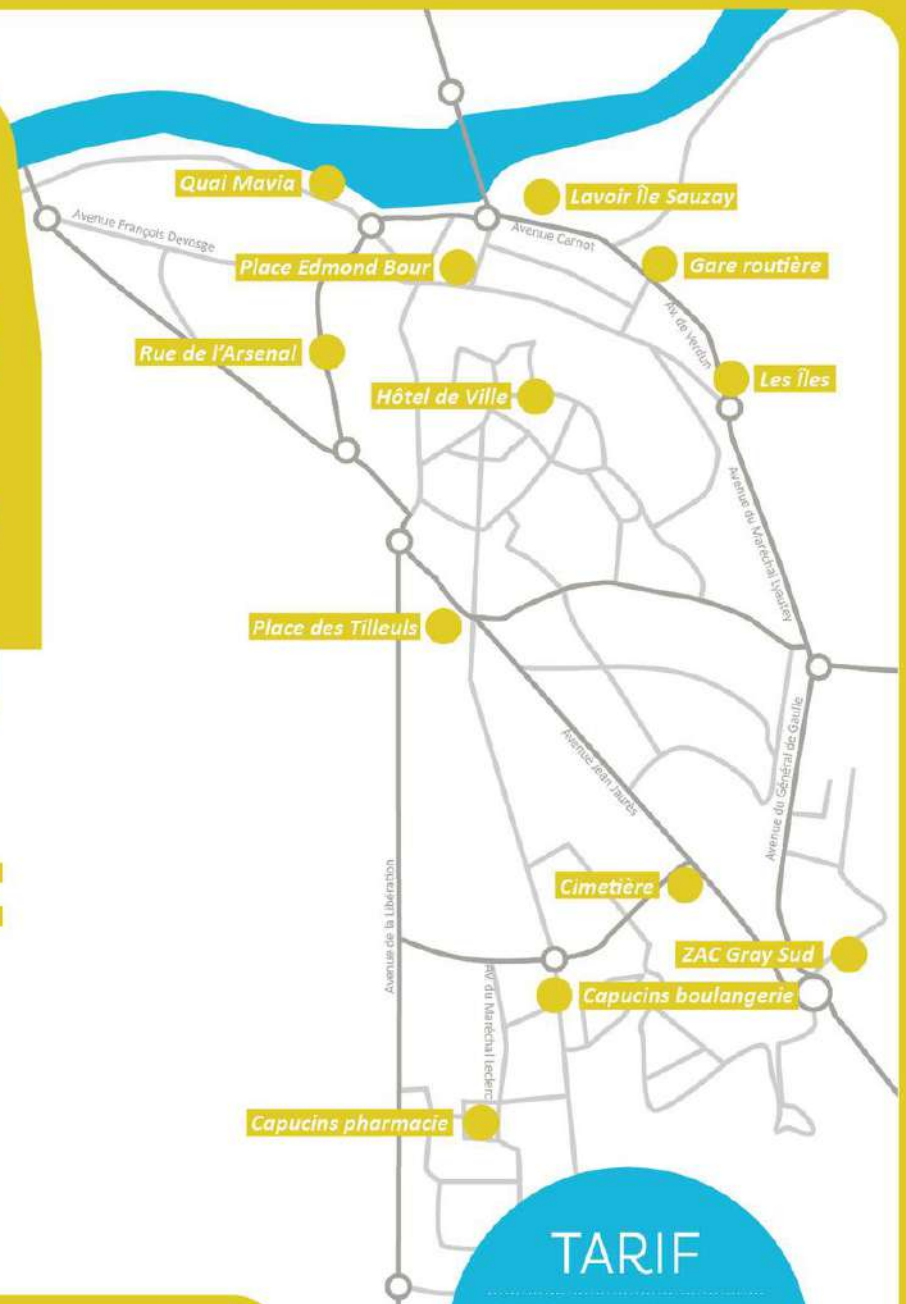 Quai Mavia
Lavoir Île Sauzay
Avenue François Devosge
Avenue Carnot
Place Edmond Bour
Gare routière
Av. de Verdun
Rue de l'Arsenal
Hôtel de Ville
Les Îles
Avenue du Maréchal Lyautey
Place des Tilleuls
Avenue Jean Jaurès
Avenue du Général de Gaulle
Avenue de la Libération
Cimetière
ZAC Gray Sud
AV. du Maréchal Leclerc
Capucins boulangerie
Capucins pharmacie
TARIF